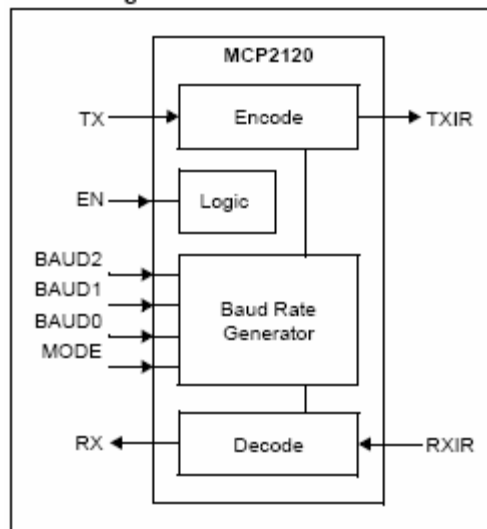 MCP2120
TX
Encode
TXIR
EN
Logic
BAUD2
BAUD1
BAUD0
MODE
Baud Rate
Generator
RX
Decode
RXIR